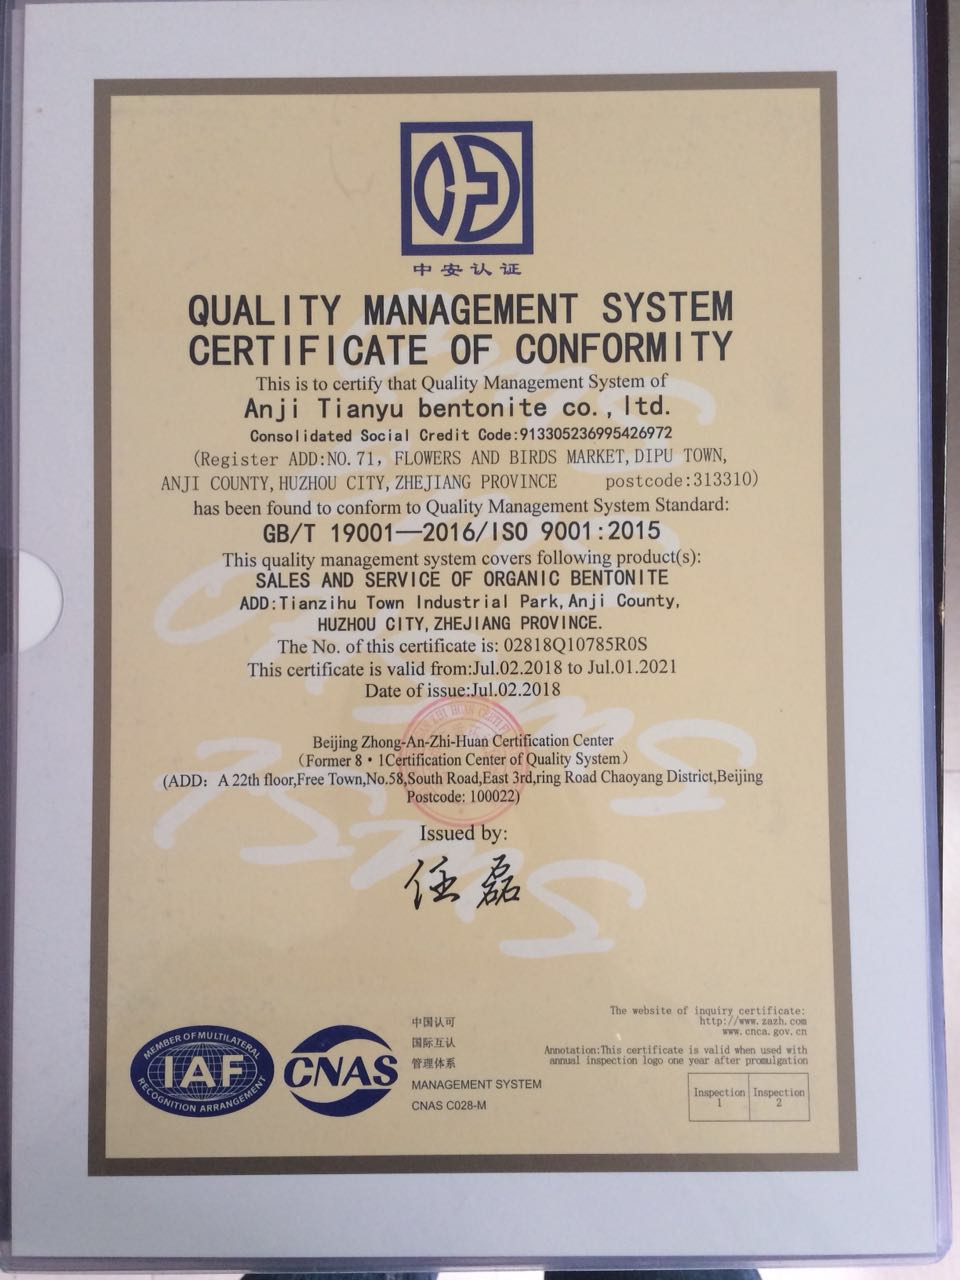 中安认证
QUALITY MANAGEMENT SYSTEM
CERTIFICATE OF CONFORMITY
This is to certify that Quality Management System of
Anji Tianyu bentonite co.,ltd.
Consolidated Social Credit Code:913305236995426972
(Register ADD:NO.71, FLOWERS AND BIRDS MARKET,DIPU TOWN,
ANJI COUNTY,HUZHOU CITY,ZHEJIANG PROVINCE postcode:313310)
has been found to conform to Quality Management System Standard:
GB/T 19001—2016/ISO 9001:2015
This quality management system covers following product(s):
SALES AND SERVICE OF ORGANIC BENTONITE
ADD:Tianzihu Town Industrial Park,Anji County,
HUZHOU CITY,ZHEJIANG PROVINCE.
The No. of this certificate is: 02818Q10785R0S
This certificate is valid from:Jul.02.2018 to Jul.01.2021
Date of issue:Jul.02.2018
Beijing Zhong-An-Zhi-Huan Certification Center
(Former 8·1Certification Center of Quality System)
(ADD: A 22th floor,Free Town,No.58,South Road,East 3rd,ring Road Chaoyang District,Beijing
Postcode: 100022)
Issued by:
任磊
MEMBER OF MULTILATERAL
IAF
RECOGNITION ARRANGEMENT
CNAS
中国认可
国际互认
管理体系
MANAGEMENT SYSTEM
CNAS C028-M
The website of inquiry certificate:
http://www.zazh.com
www.cnca.gov.cn
Annotation:This certificate is valid when used with
annual inspection logo one year after promulgation
Inspection 1 Inspection 2